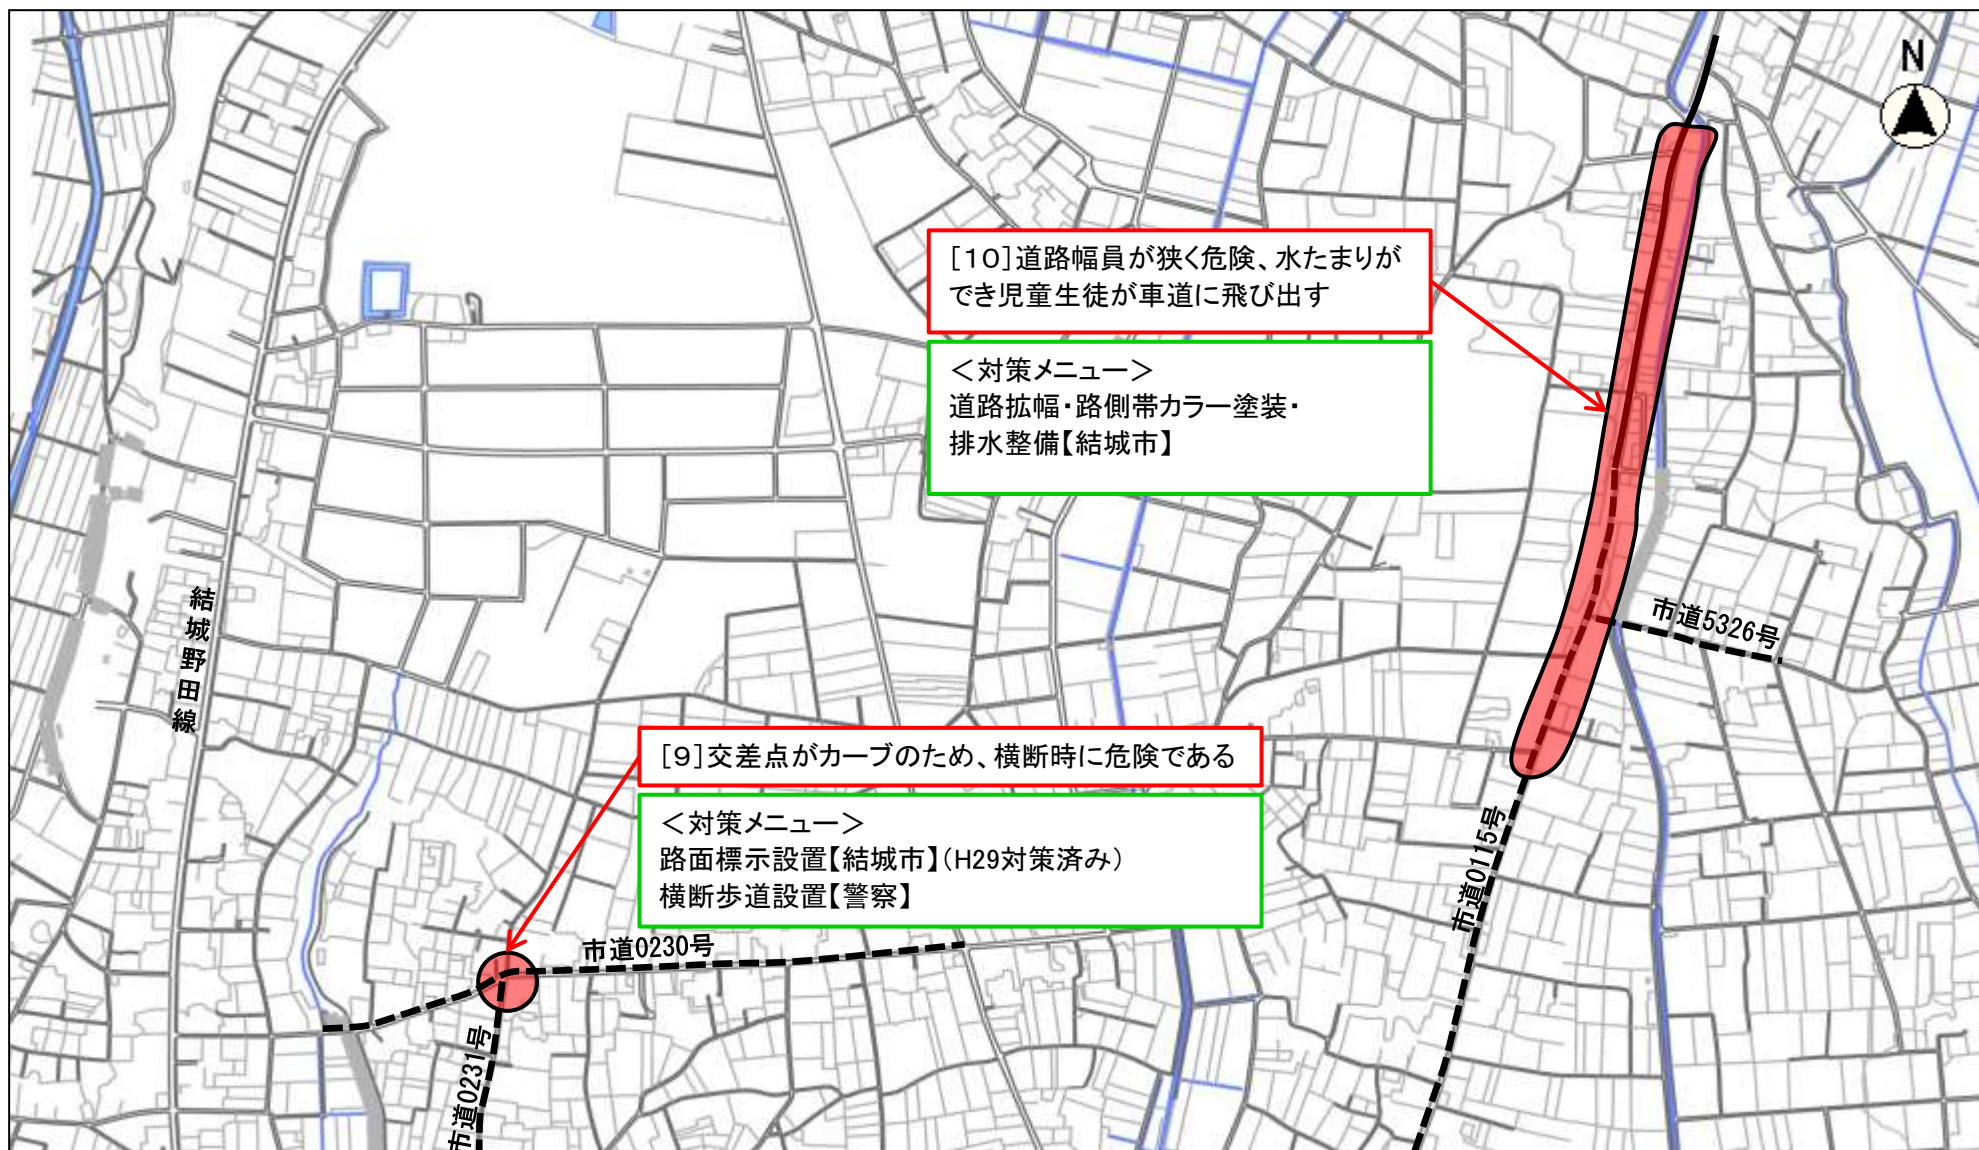 N
[10]道路幅員が狭く危険、水たまりが
でき児童生徒が車道に飛び出す
＜対策メニュー＞
道路拡幅・路側帯カラー塗装・
排水整備【結城市】
結城野田線
市道5326号
[9]交差点がカーブのため、横断時に危険である
＜対策メニュー＞
路面標示設置【結城市】(H29対策済み)
横断歩道設置【警察】
市道0115号
市道0230号
市道0231号